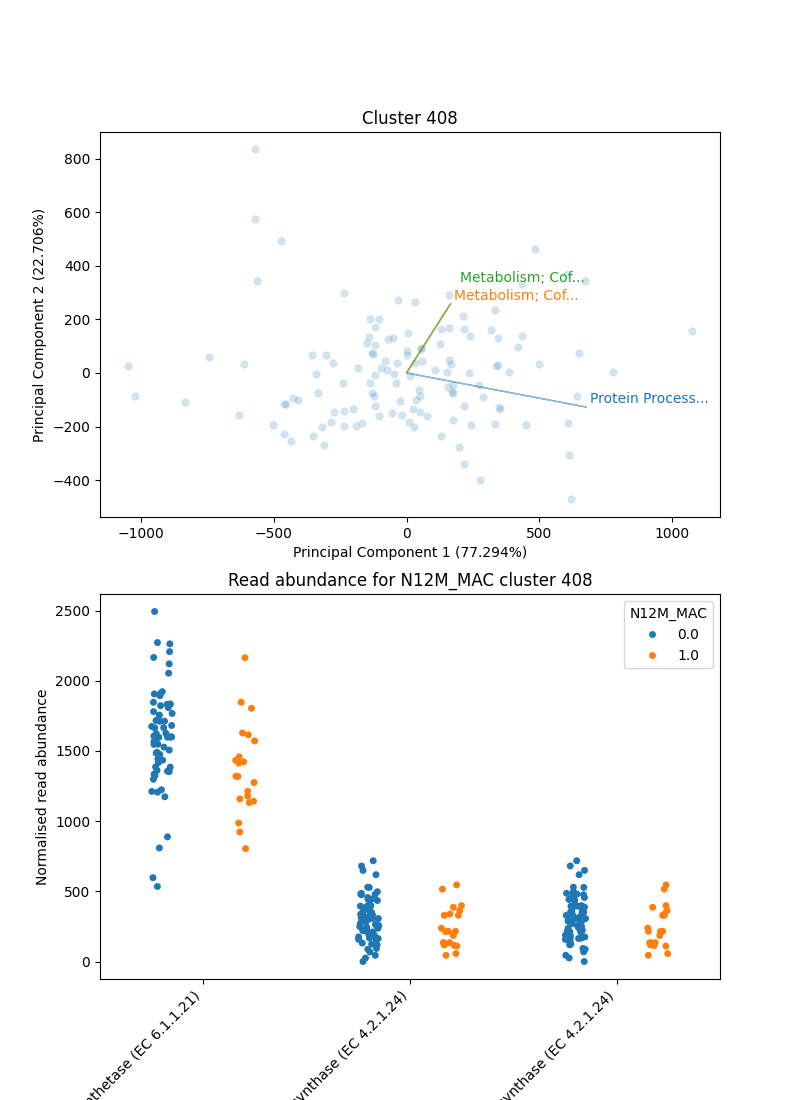 Cluster 408
Principal Component 2 (22.706%)
800
600
400
200
0
−200
−400
Metabolism; Cof...
Metabolism; Cof...
Protein Process...
−1000
−500
0
500
1000
Principal Component 1 (77.294%)
Read abundance for N12M_MAC cluster 408
Normalised read abundance
2500
2000
1500
1000
500
0
N12M_MAC
0.0
1.0
(EC 6.1.1.21)
(EC 4.2.1.24)
(EC 4.2.1.24)